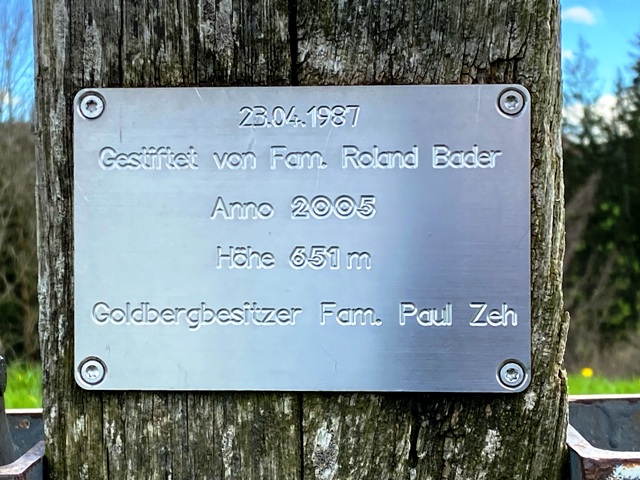 23.04.1987
Gestiftet von Fam. Roland Bader
Anno 2005
Höhe 651 m
Goldbergbesitzer Fam. Paul Zeh